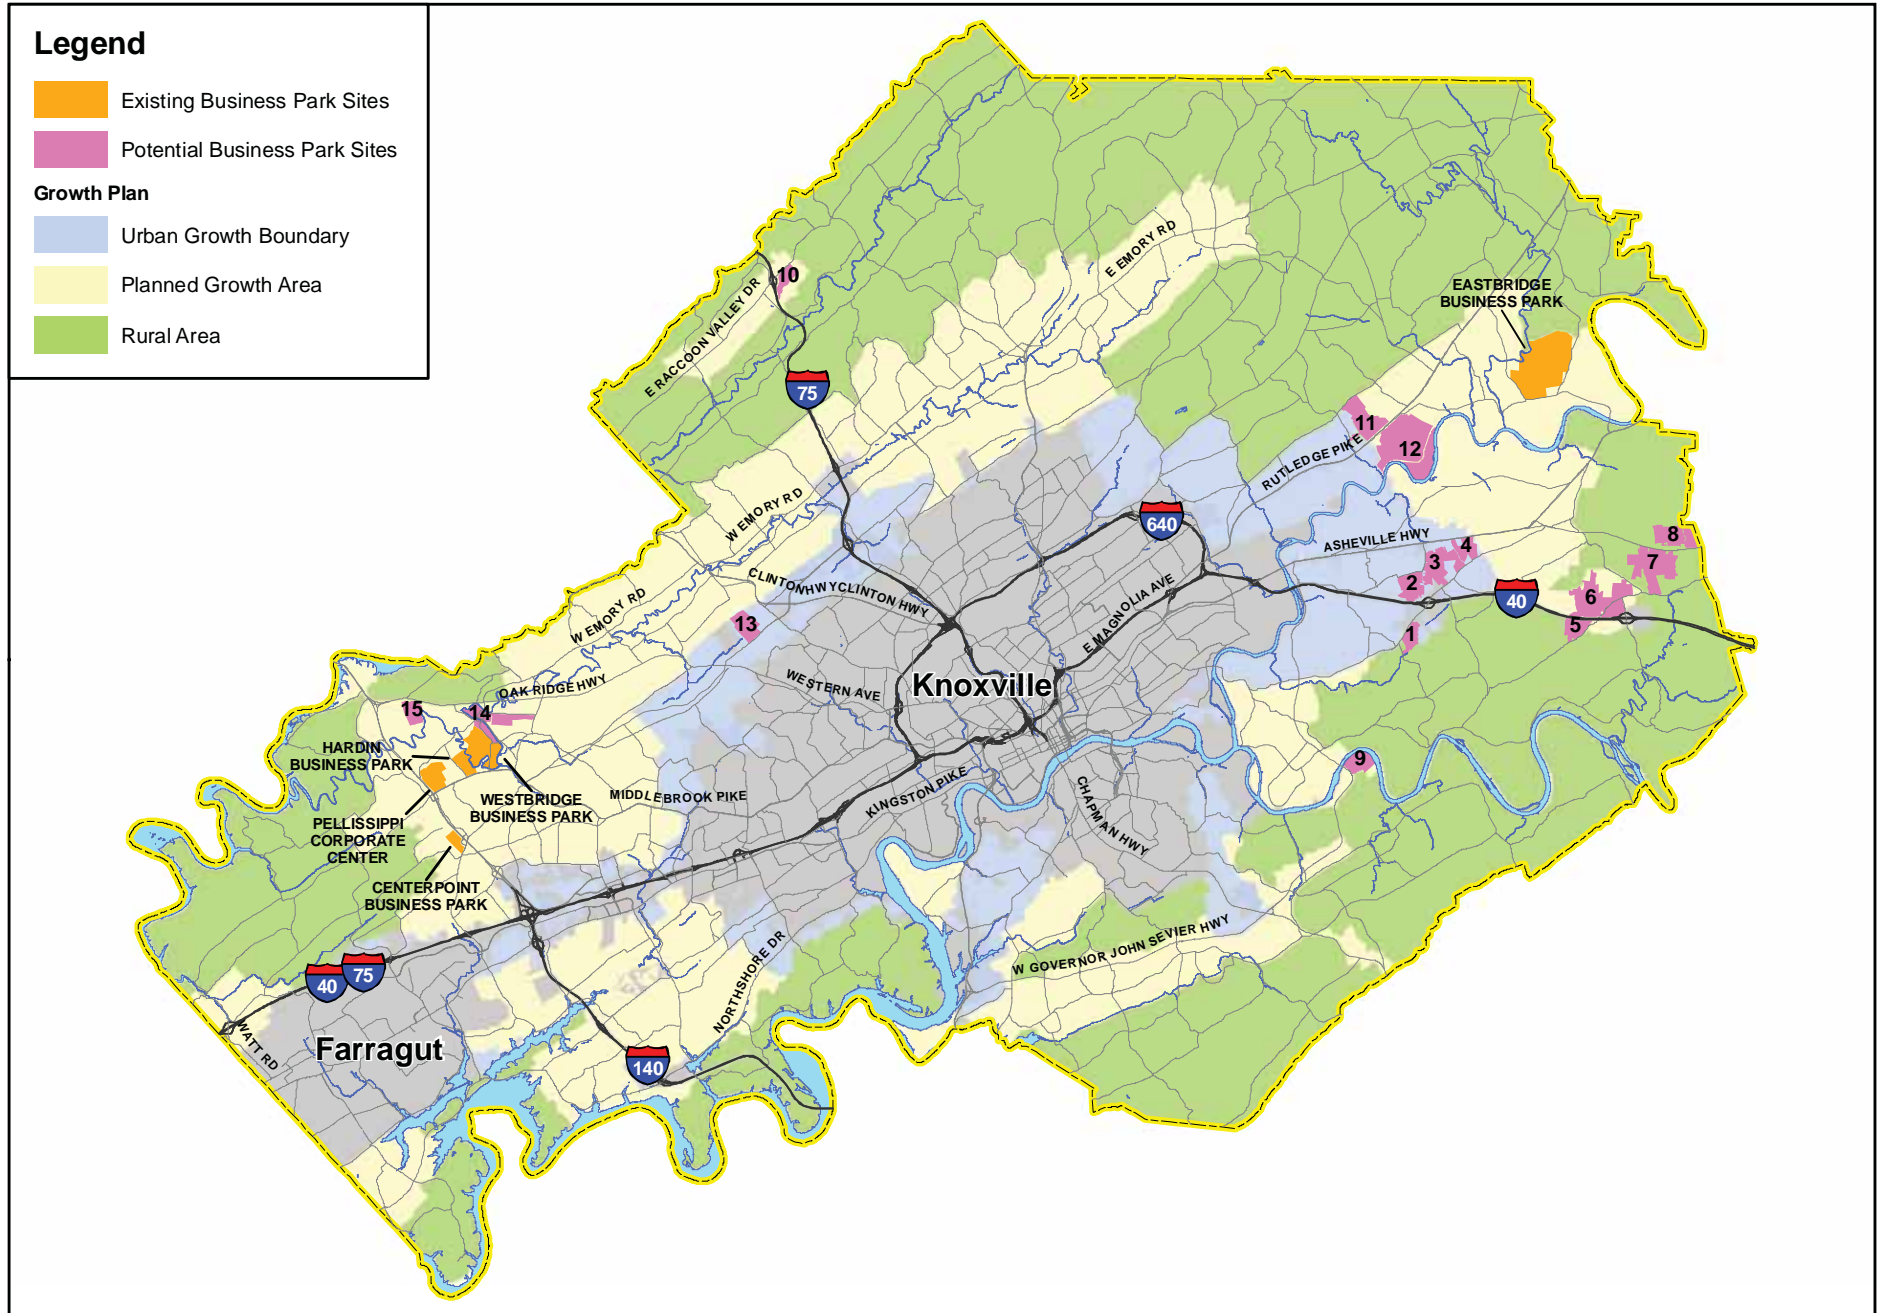 Legend
Existing Business Park Sites
Potential Business Park Sites
Growth Plan
Urban Growth Boundary
Planned Growth Area
Rural Area
10
E RACCOON VALLEY DR
75
E EMORY RD
EASTBRIDGE
BUSINESS PARK
11
12
RUTLEDGE PIKE
W EMORY RD
640
ASHEVILLE HWY
8
4
3
7
2
40
6
5
1
CLINTONHWYCLINTON HWY
E MAGNOLIA AVE
W EMORY RD
13
WESTERN AVE
Knoxville
OAK RIDGE HWY
15
14
HARDIN
BUSINESS PARK
9
WESTBRIDGE
BUSINESS PARK
MIDDLEBROOK PIKE
KINGSTON PIKE
CHAPMAN HWY
PELLISSIPPI
CORPORATE
CENTER
CENTERPOINT
BUSINESS PARK
W GOVERNOR JOHN SEVIER HWY
NORTHSHORE DR
40
75
WATT RD
Farragut
140